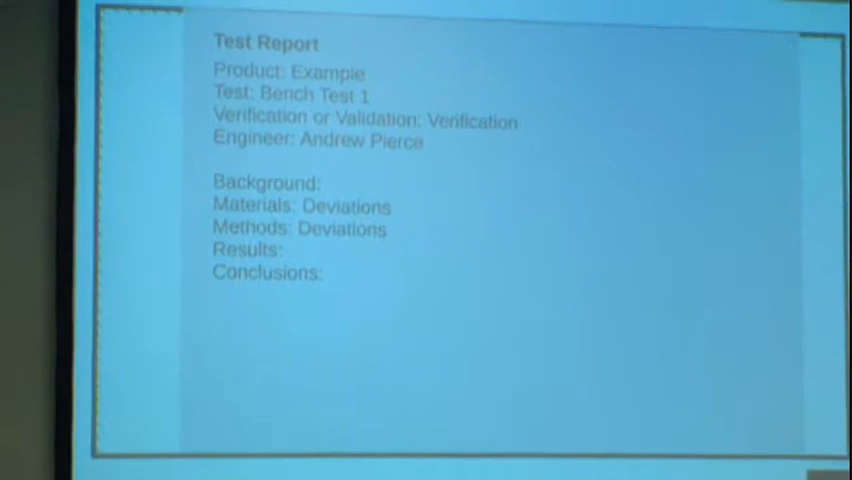 Test Report
Product: Example
Test: Bench Test 1
Verification or Validation: Verification
Engineer: Andrew Pierce
Background:
Materials: Deviations
Methods: Deviations
Results:
Conclusions: